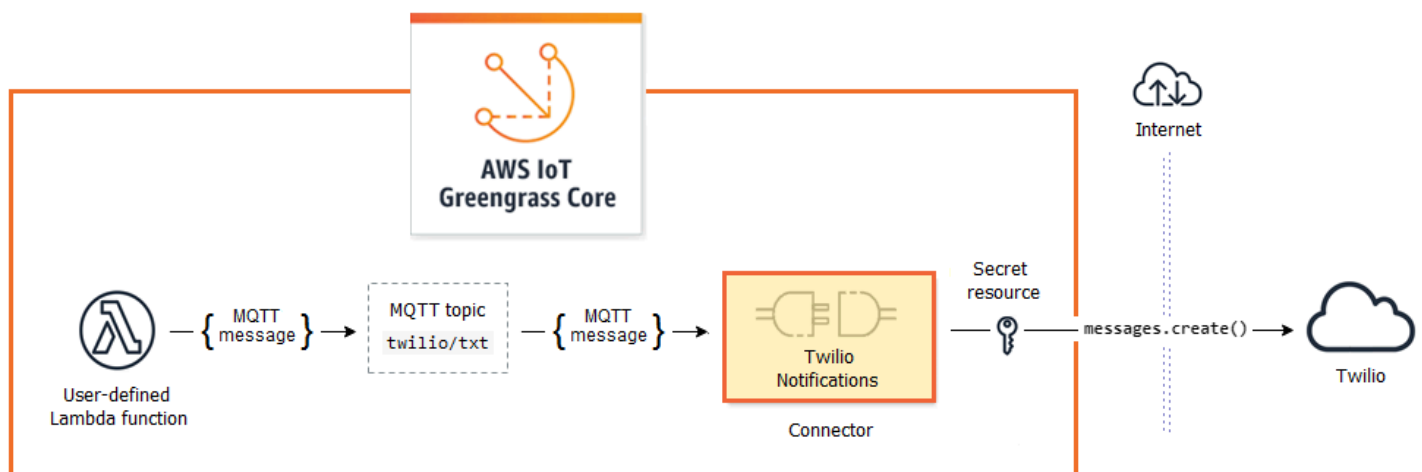 AWS IoT
Greengrass Core
Internet
User-defined
Lambda function
{ MQTT
message }
MQTT topic
twilio/txt
{ MQTT
message }
Twilio
Notifications
Connector
Secret
resource
messages.create()
Twilio